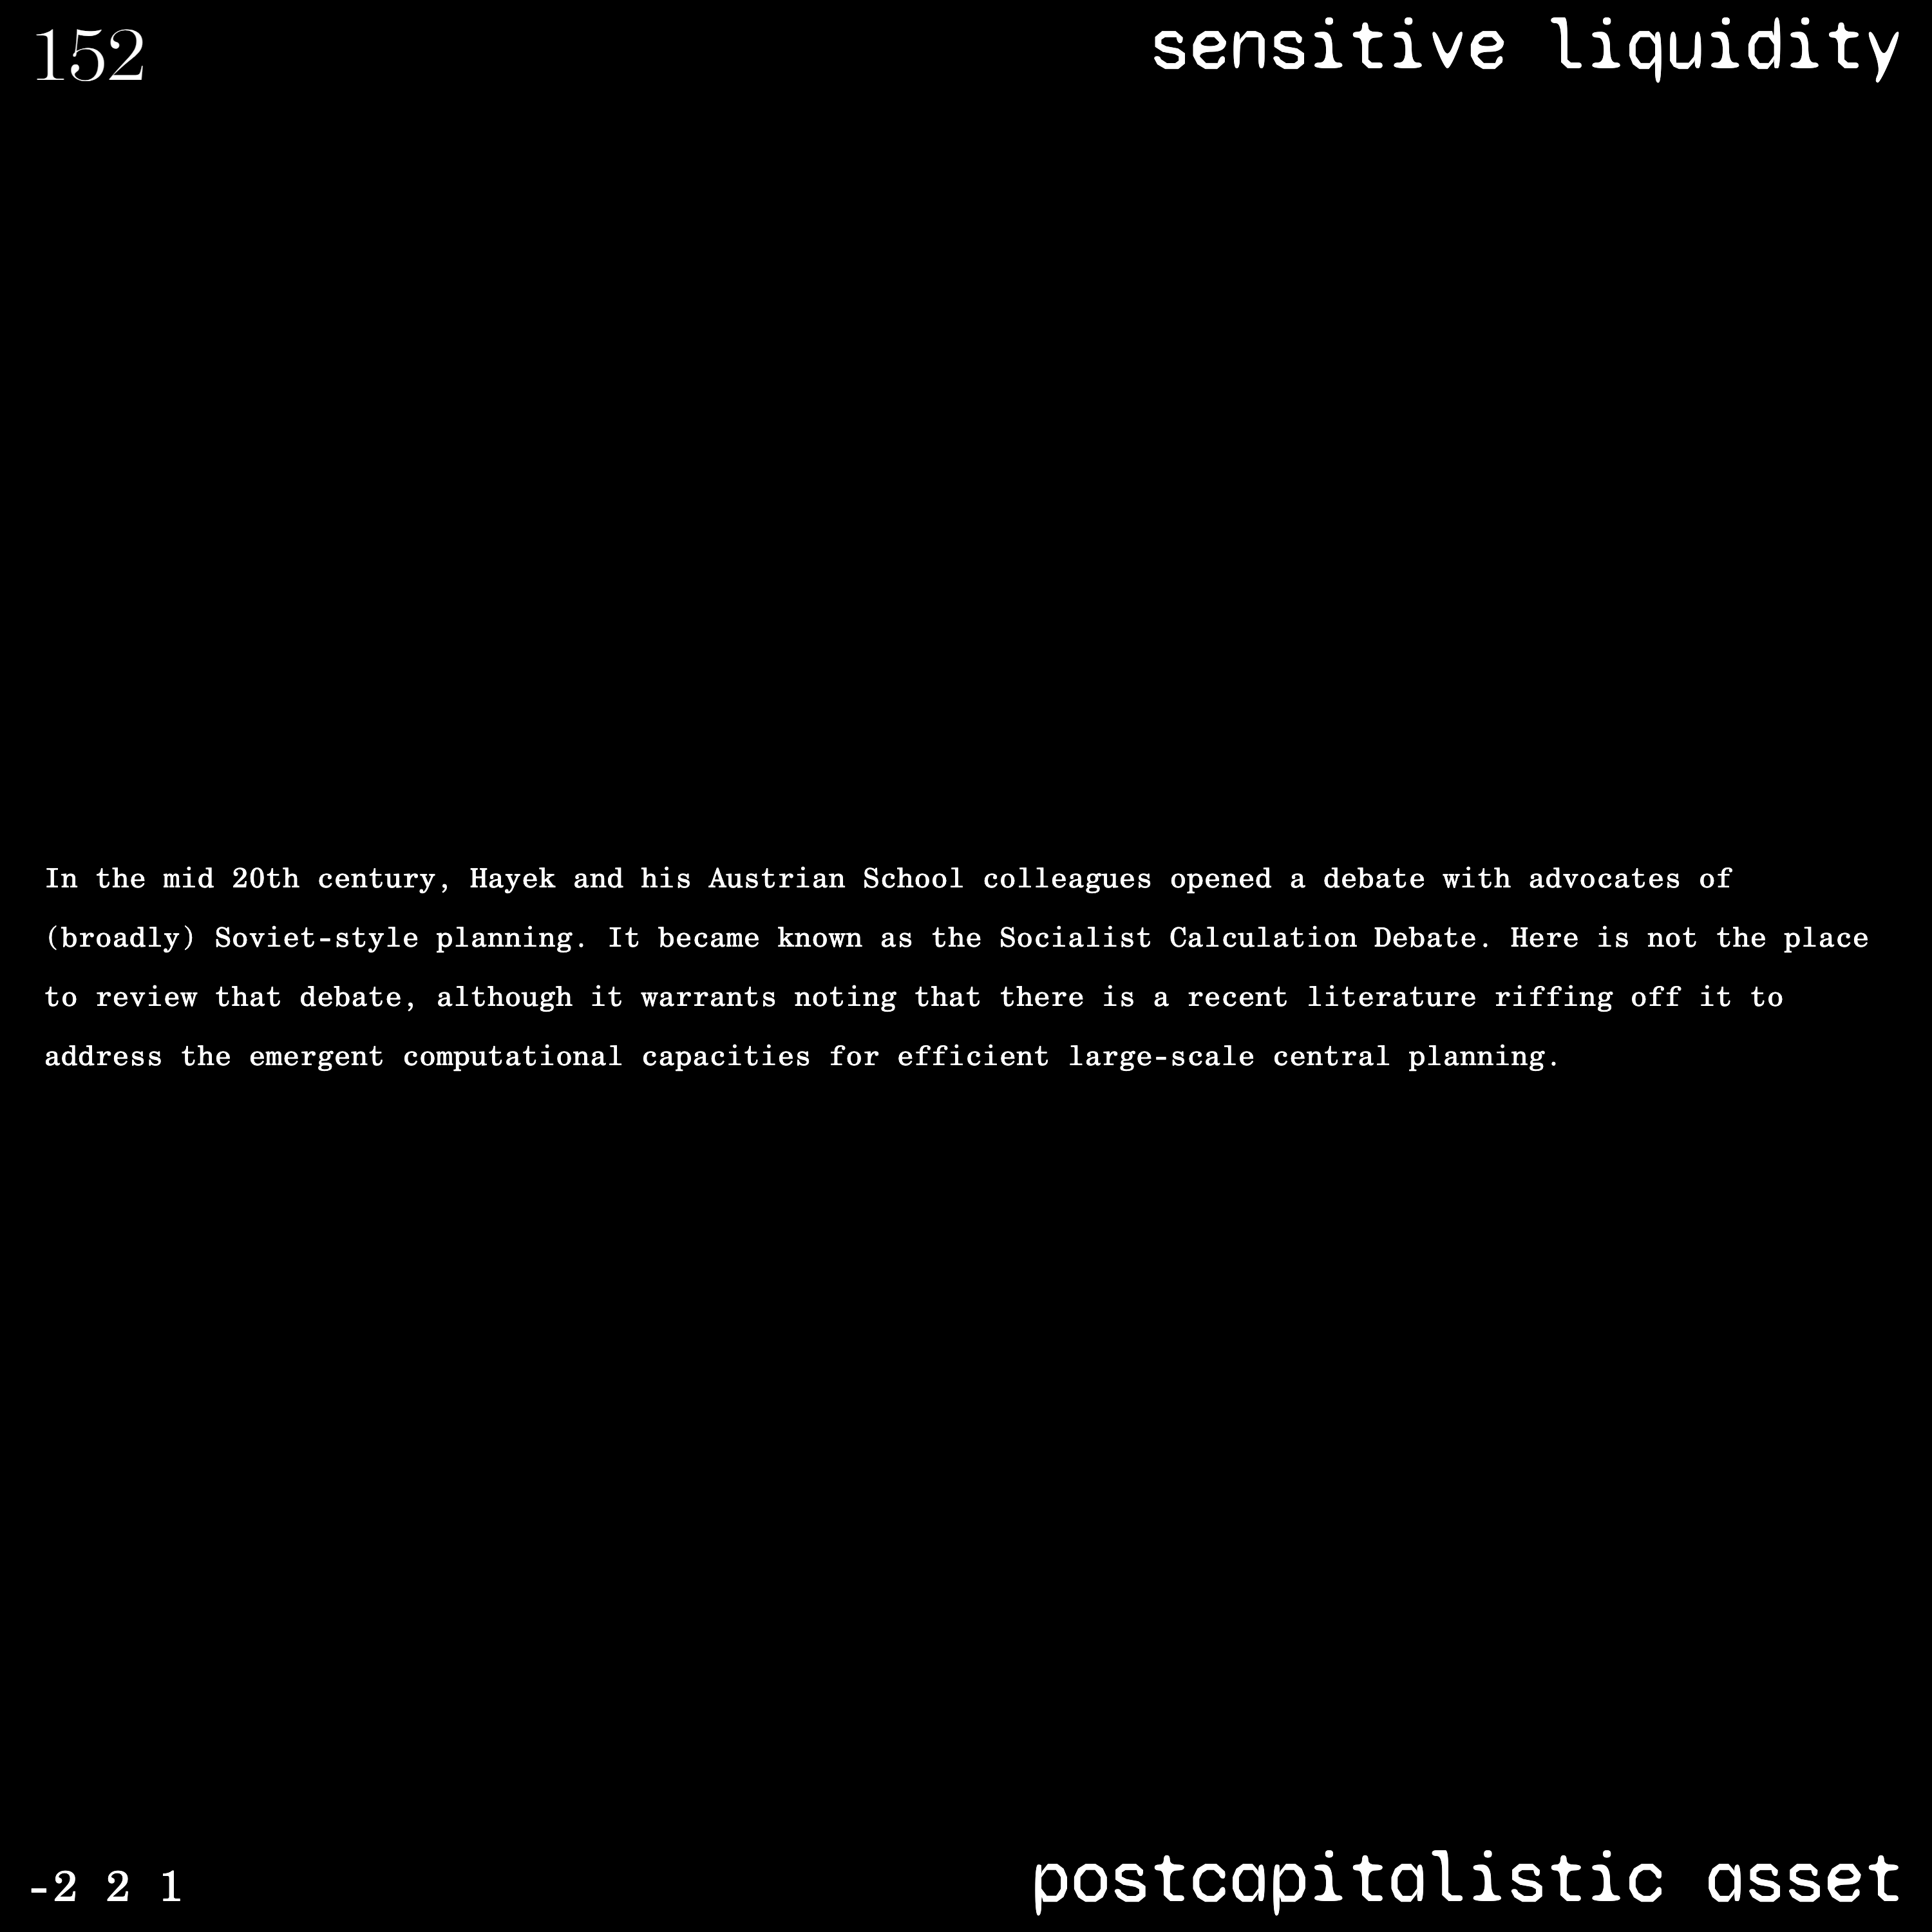 152
sensitive liquidity
In the mid 20th century, Hayek and his Austrian School colleagues opened a debate with advocates of
(broadly) Soviet-style planning. It became known as the Socialist Calculation Debate. Here is not the place
to review that debate, although it warrants noting that there is a recent literature riffing off it to
address the emergent computational capacities for efficient large-scale central planning.
-2 2 1
postcapitalistic asset